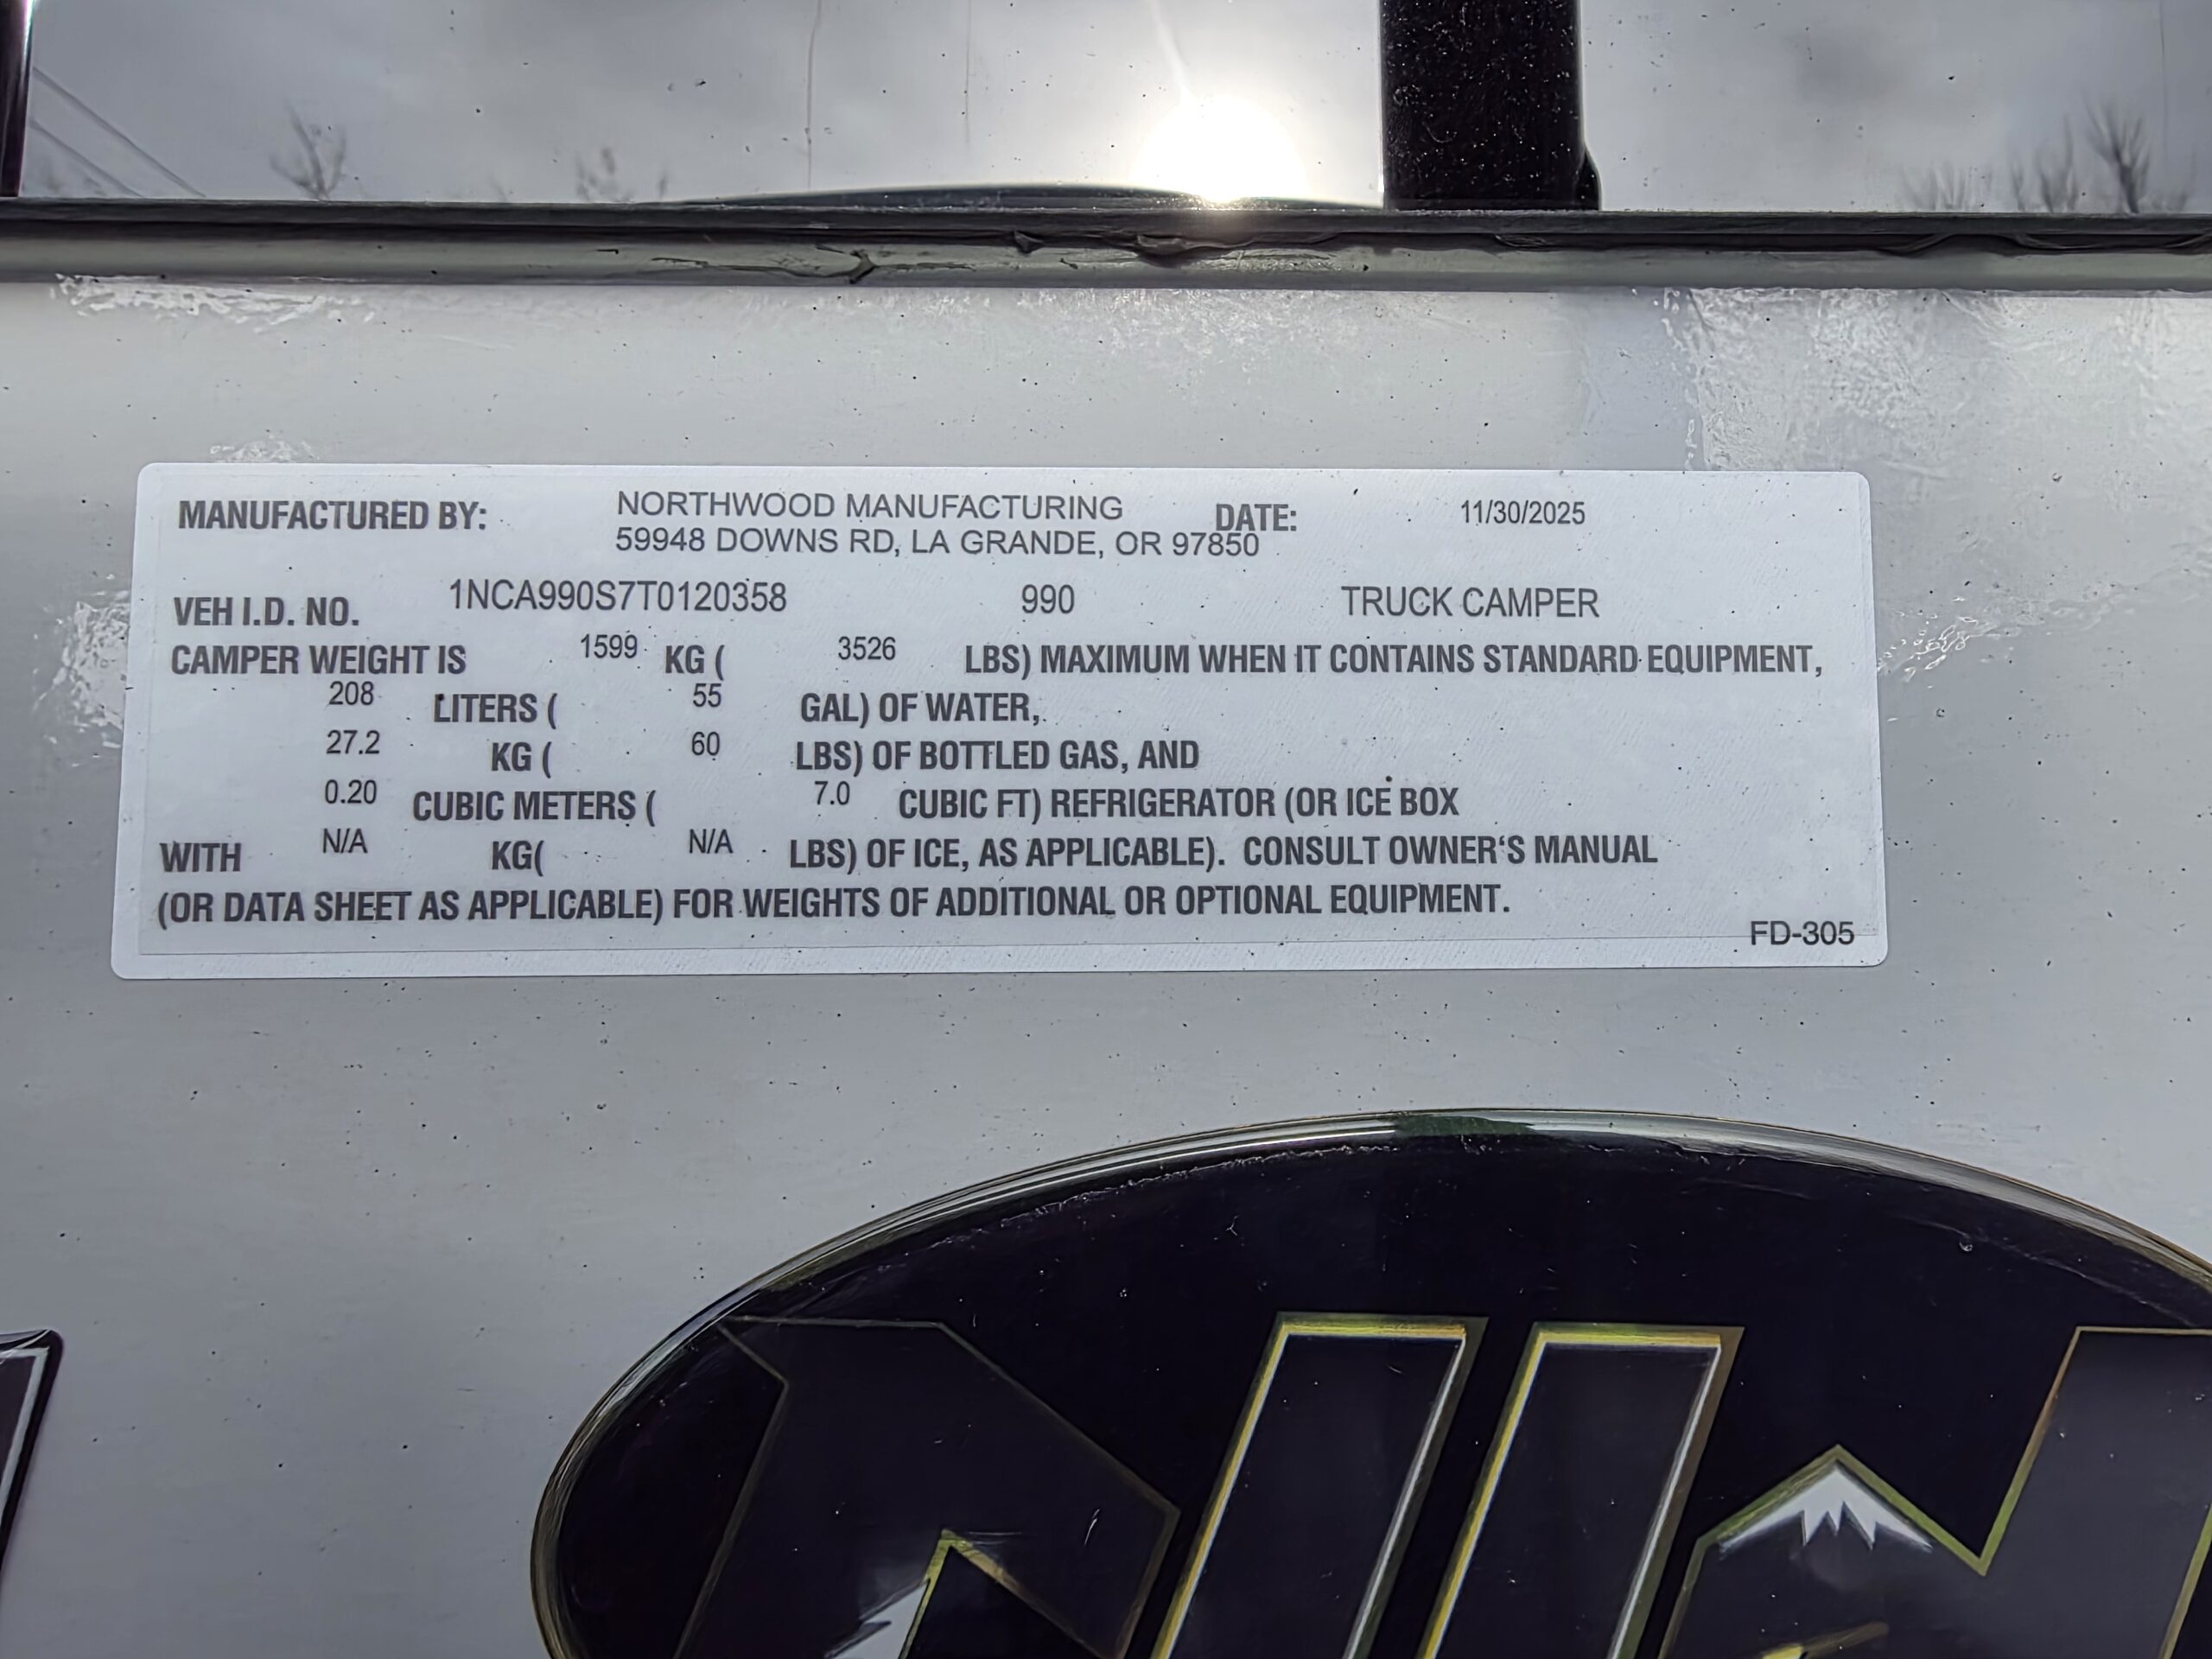 MANUFACTURED BY: NORTHWOOD MANUFACTURING DATE: 11/30/2025
59948 DOWNS RD, LA GRANDE, OR 97850
VEH I.D. NO. 1NCA990S7T0120358 990 TRUCK CAMPER
CAMPER WEIGHT IS 1599 KG ( 3526 LBS) MAXIMUM WHEN IT CONTAINS STANDARD EQUIPMENT,
208 LITERS ( 55 GAL) OF WATER,
27.2 KG ( 60 LBS) OF BOTTLED GAS, AND
0.20 CUBIC METERS ( 7.0 CUBIC FT) REFRIGERATOR (OR ICE BOX
WITH N/A KG( N/A LBS) OF ICE, AS APPLICABLE). CONSULT OWNER'S MANUAL
(OR DATA SHEET AS APPLICABLE) FOR WEIGHTS OF ADDITIONAL OR OPTIONAL EQUIPMENT.
FD-305